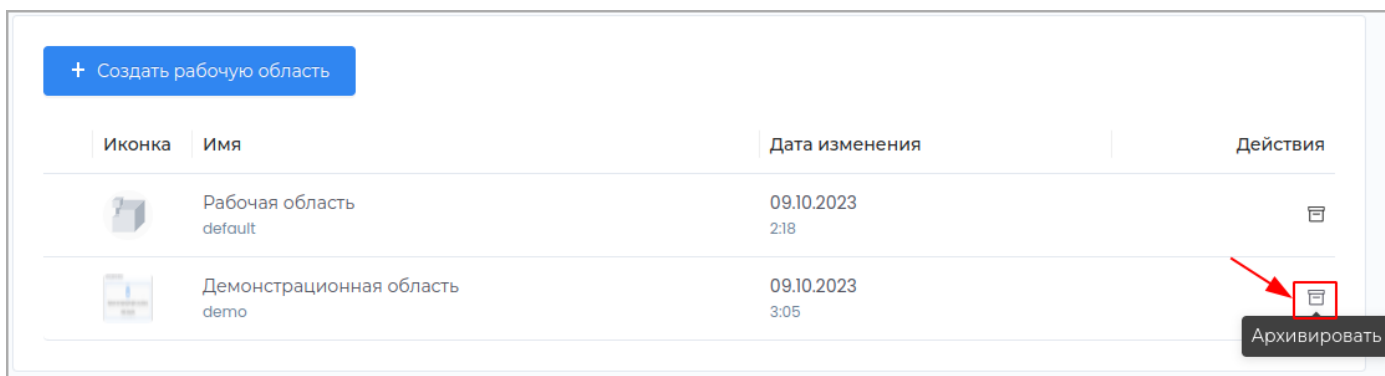 + Создать рабочую область
Иконка Имя Дата изменения Действия
Рабочая область 09.10.2023
default 2:18
Демонстрационная область 09.10.2023
demo 3:05
Архивировать